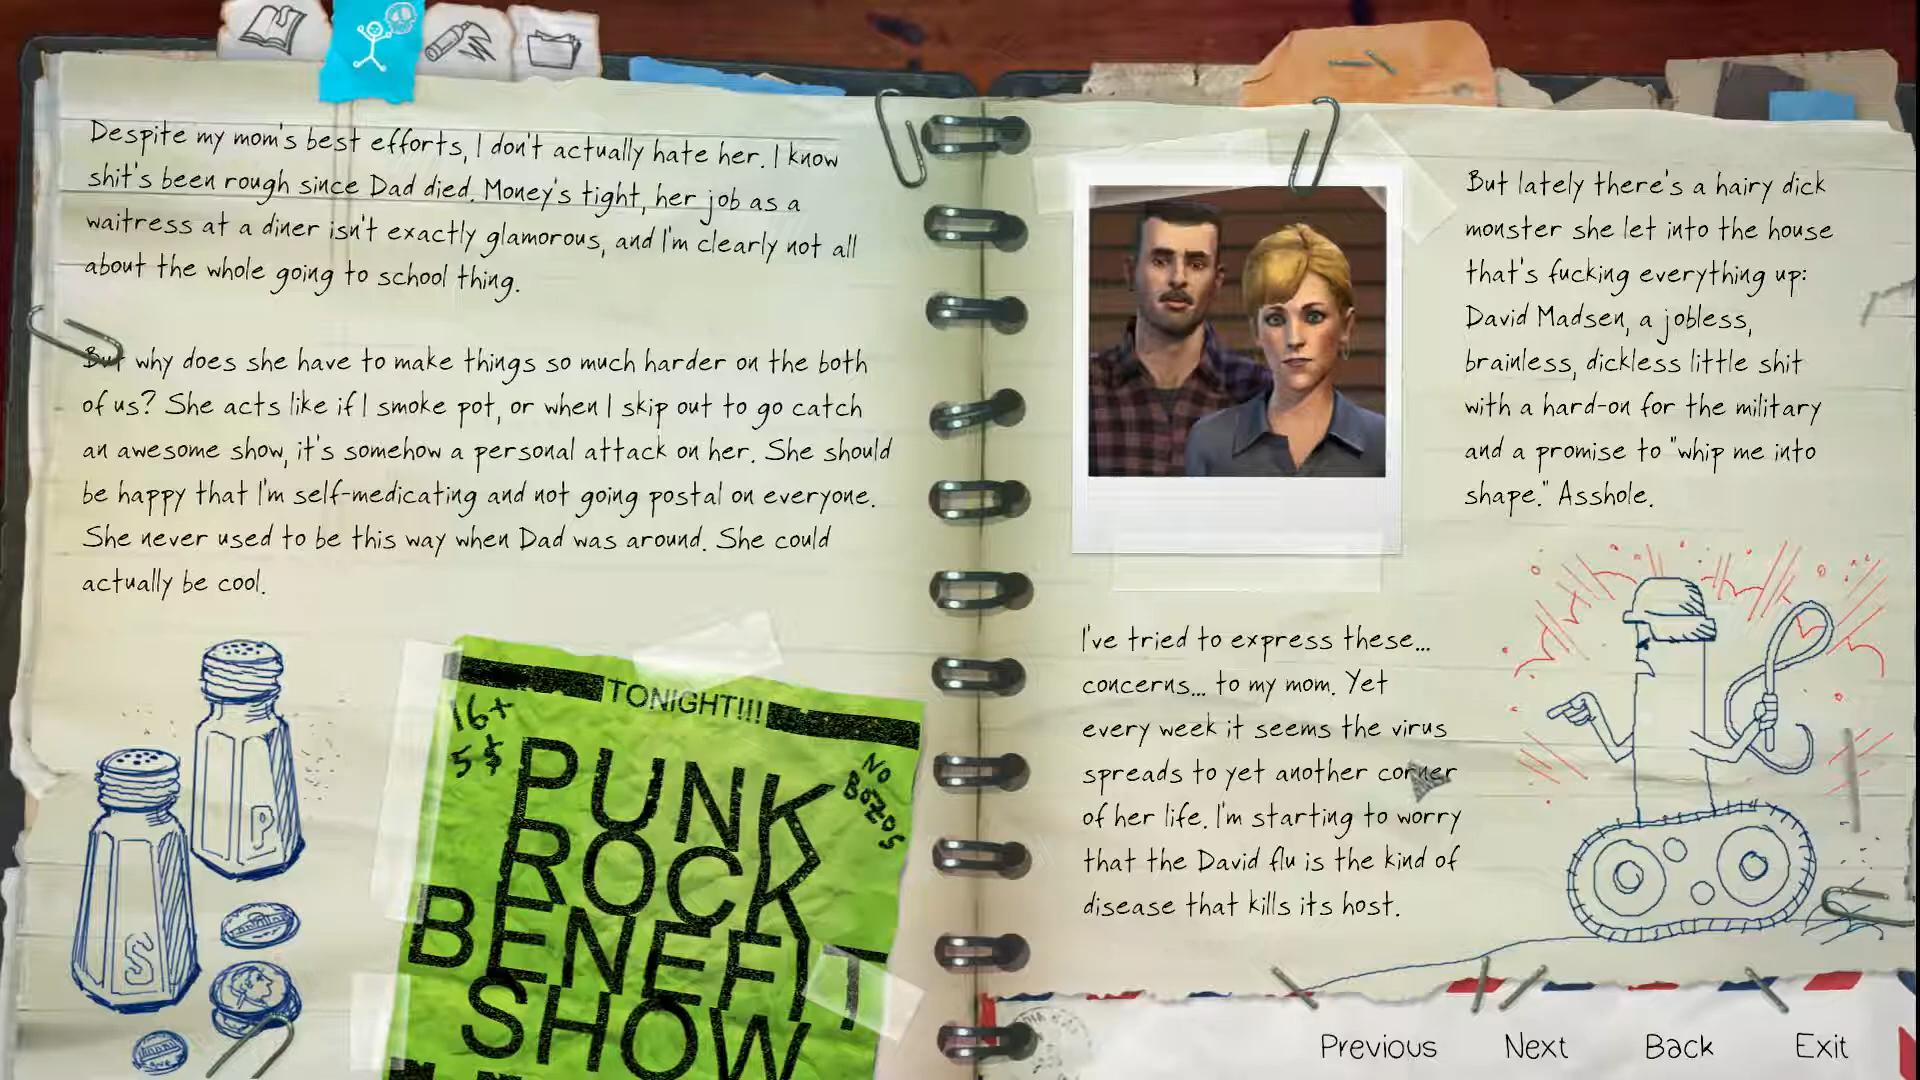 Despite my mom's best efforts, I don't actually hate her. I know
shit's been rough since Dad died. Money's tight, her job as a
waitress at a diner isn't exactly glamorous, and I'm clearly not all
about the whole going to school thing.
But why does she have to make things so much harder on the both
of us? She acts like if I smoke pot, or when I skip out to go catch
an awesome show, it's somehow a personal attack on her. She should
be happy that I'm self-medicating and not going postal on everyone.
She never used to be this way when Dad was around. She could
actually be cool.
P
S
TONIGHT!!!
16+
5$
NO
BOZOS
PUNK
ROCK
BENEFIT
SHOW
But lately there's a hairy dick
monster she let into the house
that's fucking everything up:
David Madsen, a jobless,
brainless, dickless little shit
with a hard-on for the military
and a promise to "whip me into
shape." Asshole.
I've tried to express these...
concerns... to my mom. Yet
every week it seems the virus
spreads to yet another corner
of her life. I'm starting to worry
that the David flu is the kind of
disease that kills its host.
Previous
Next
Back
Exit